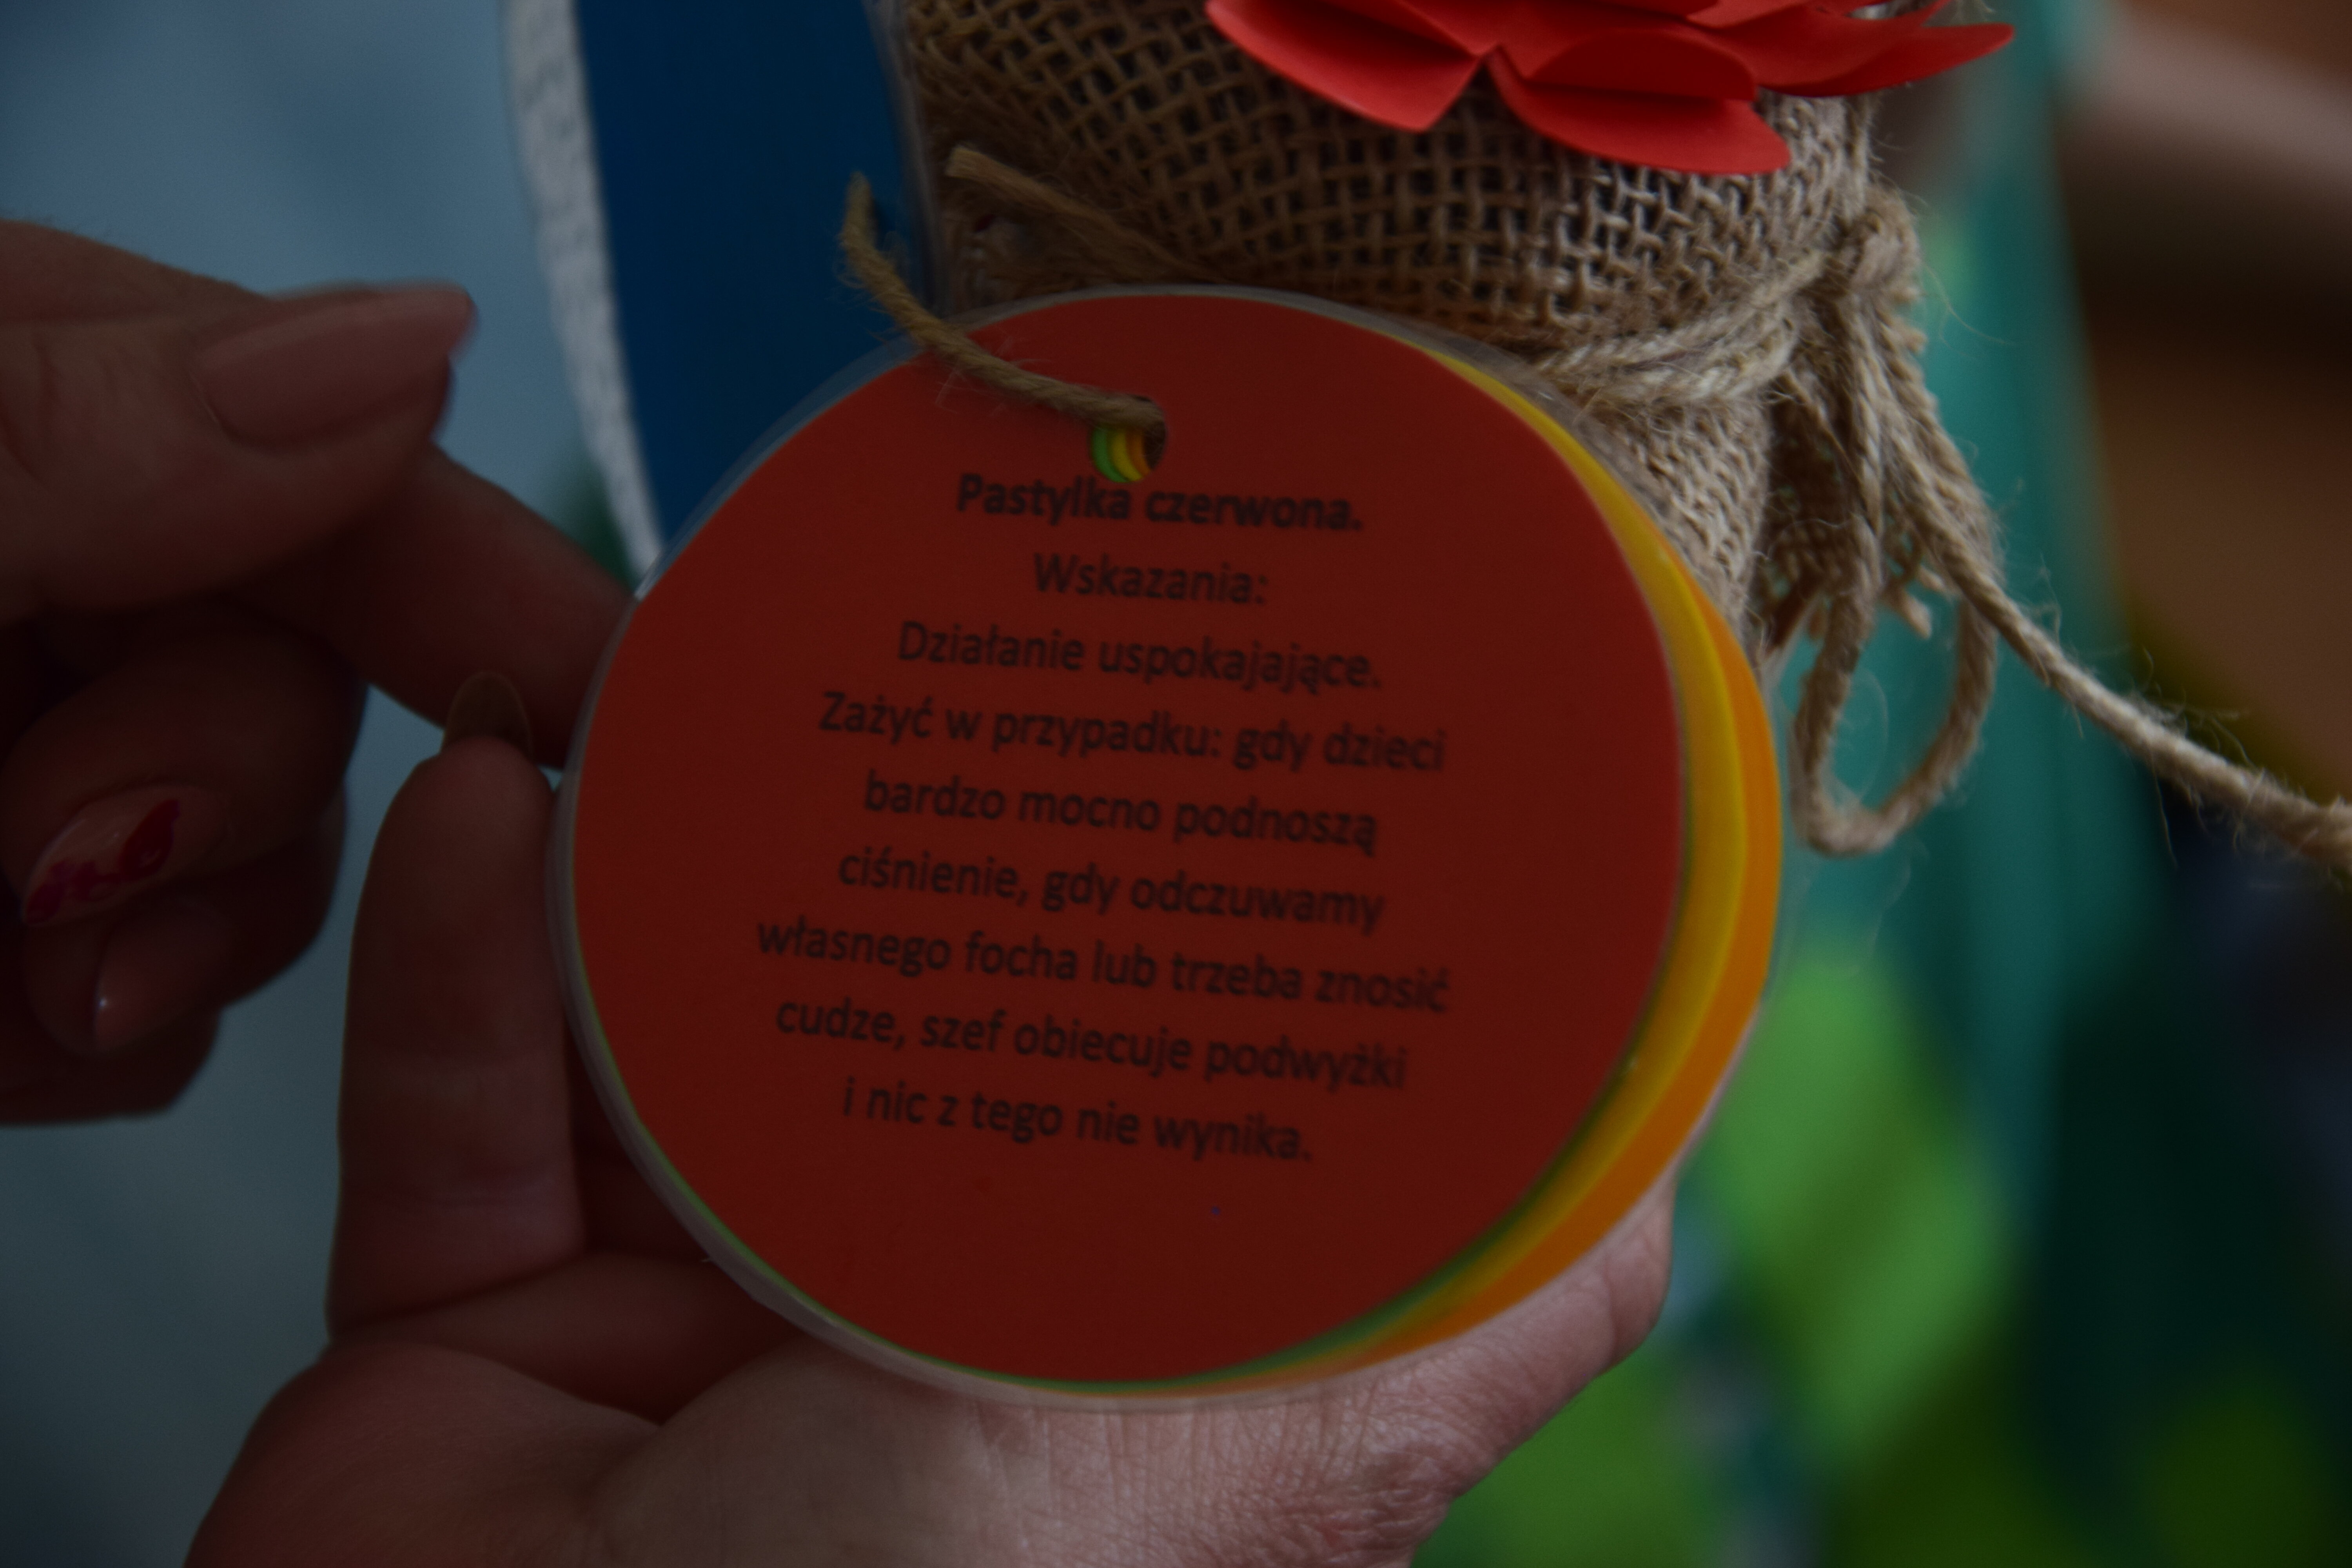 Pastylka czerwona.
Wskazania:
Działanie uspokajające.
Zażyć w przypadku: gdy dzieci
bardzo mocno podnoszą
ciśnienie, gdy odczuwamy
własnego focha lub trzeba znosić
cudze, szef obiecuje podwyżki
i nic z tego nie wynika.